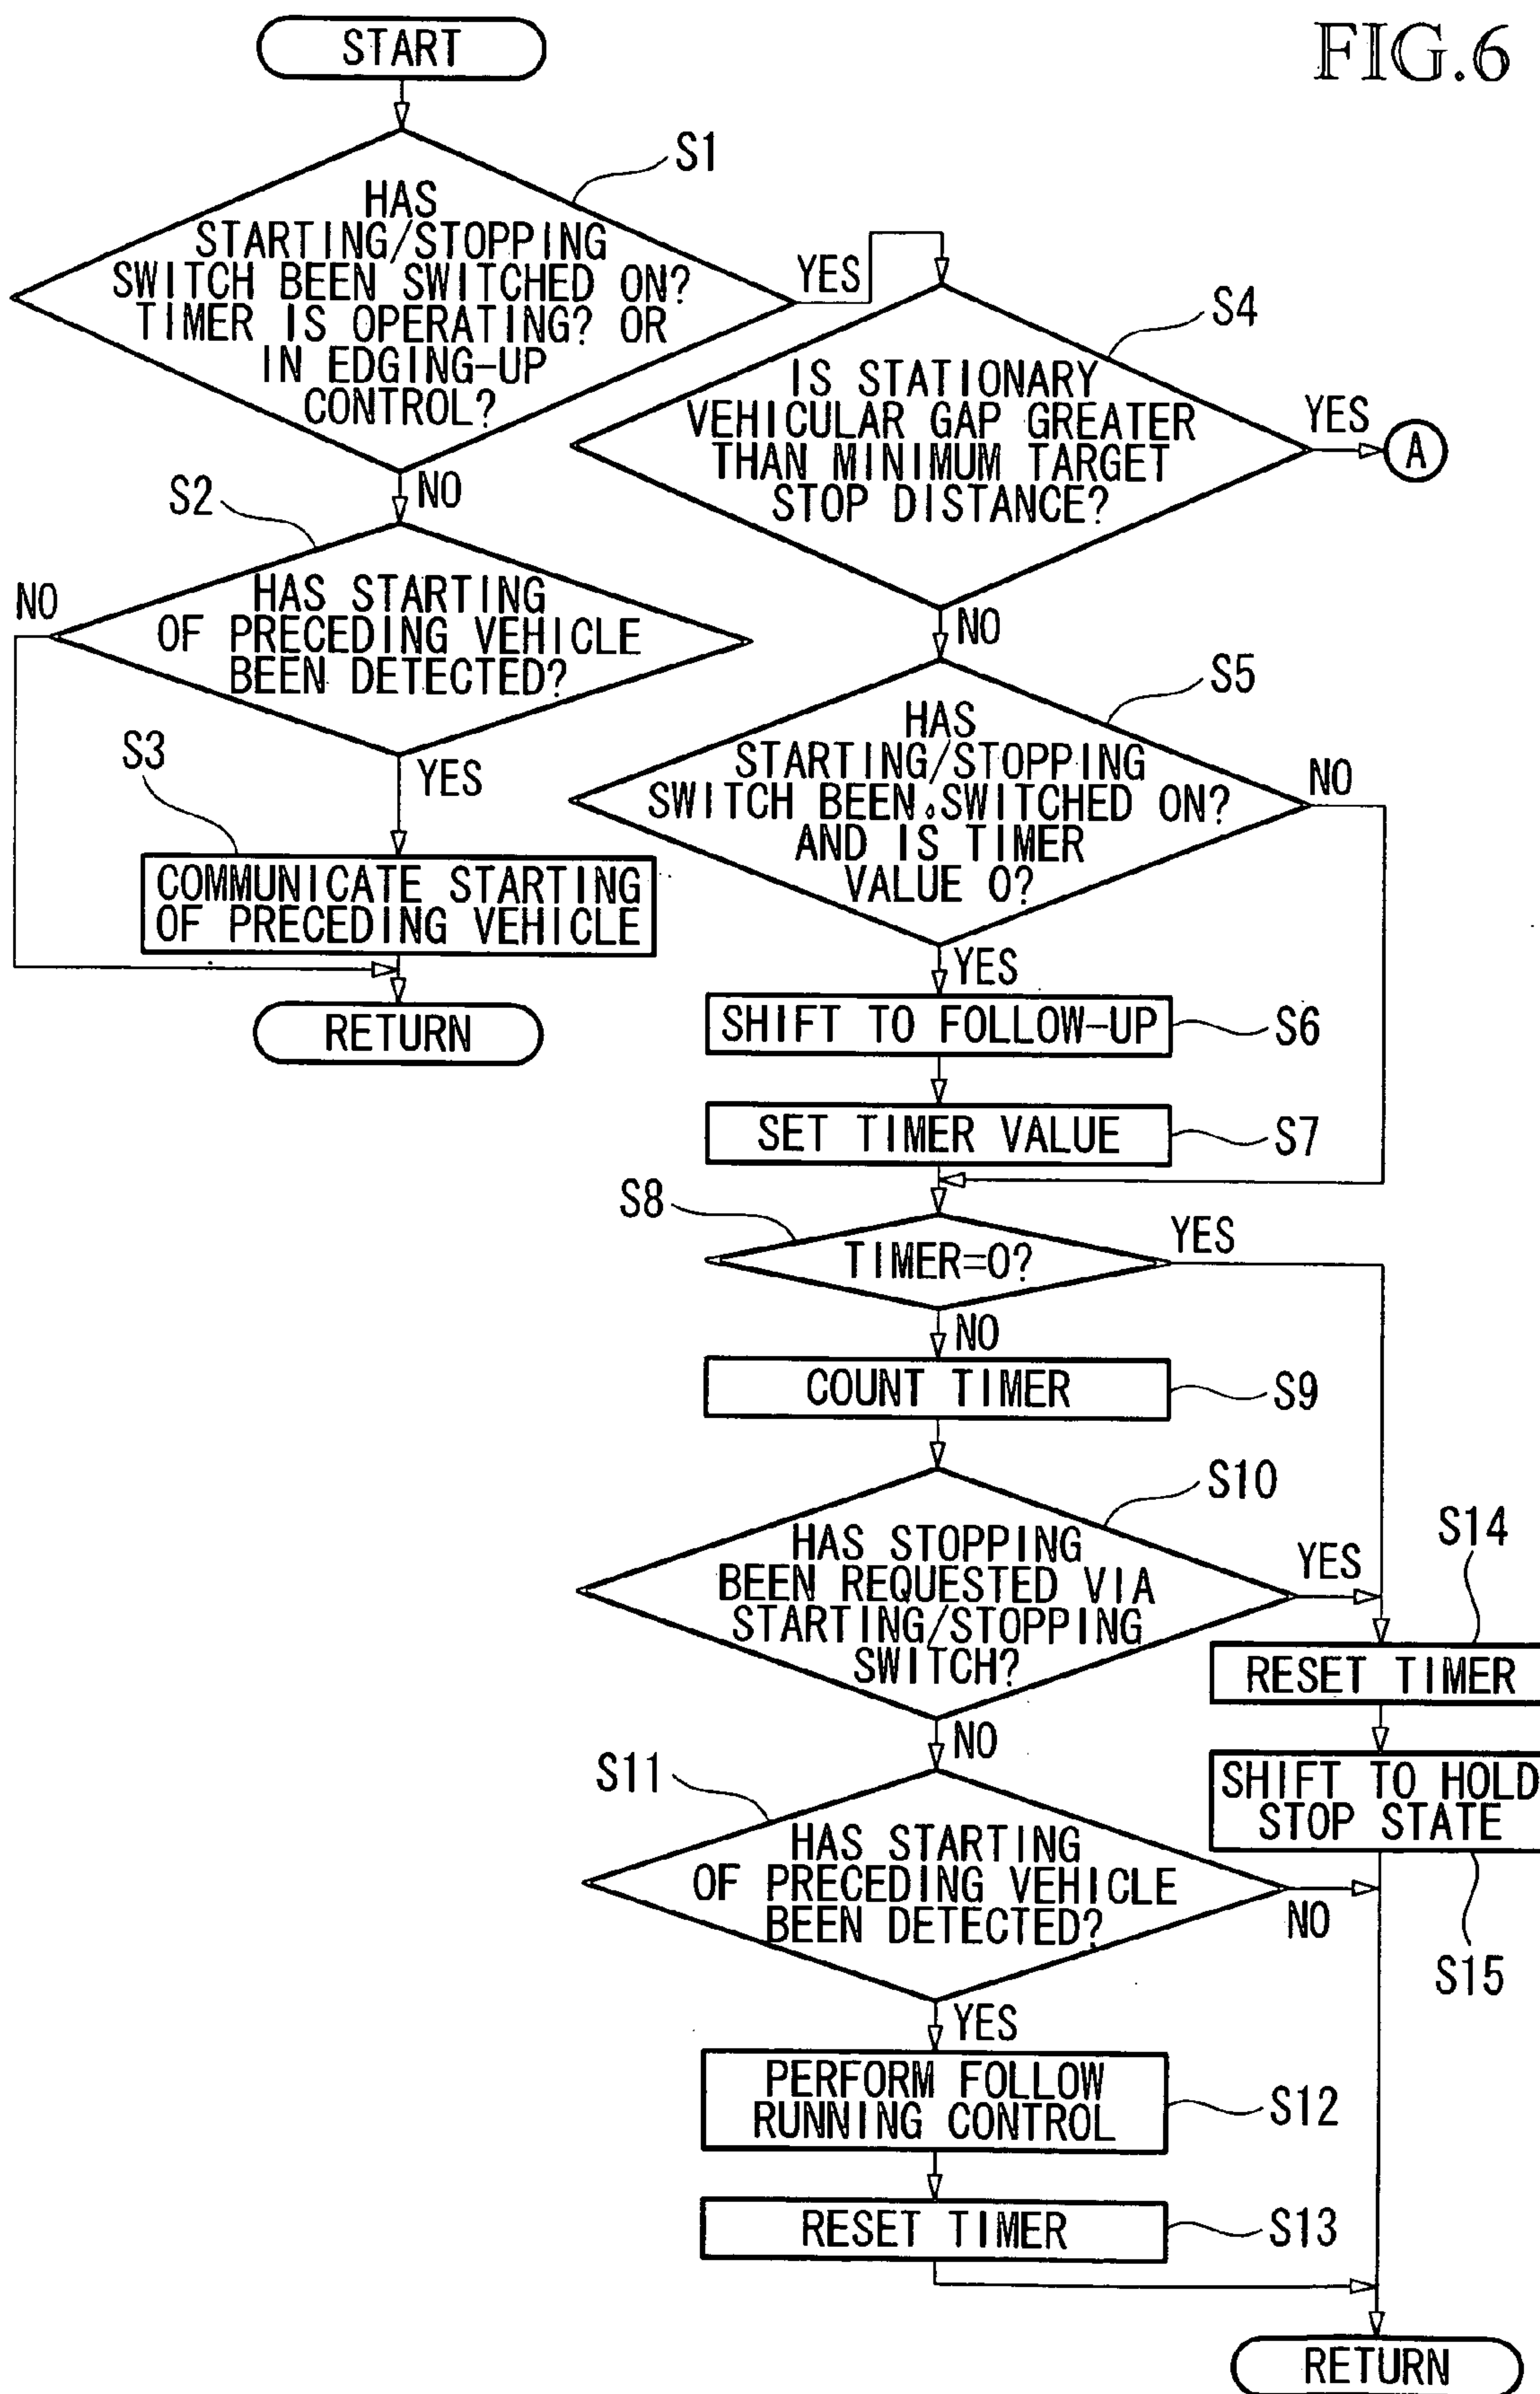 FIG.6
START
S1
HAS
STARTING/STOPPING
SWITCH BEEN SWITCHED ON?
TIMER IS OPERATING? OR
IN EDGING-UP
CONTROL?
YES
NO
S4
IS STATIONARY
VEHICULAR GAP GREATER
THAN MINIMUM TARGET
STOP DISTANCE?
YES
A
NO
S2
HAS STARTING
OF PRECEDING VEHICLE
BEEN DETECTED?
NO
YES
S3
COMMUNICATE STARTING
OF PRECEDING VEHICLE
RETURN
S5
HAS
STARTING/STOPPING
SWITCH BEEN SWITCHED ON?
AND IS TIMER
VALUE 0?
NO
YES
SHIFT TO FOLLOW-UP
S6
SET TIMER VALUE
S7
S8
TIMER=0?
YES
NO
COUNT TIMER
S9
S10
HAS STOPPING
BEEN REQUESTED VIA
STARTING/STOPPING
SWITCH?
YES
NO
S14
RESET TIMER
SHIFT TO HOLD
STOP STATE
S15
S11
HAS STARTING
OF PRECEDING VEHICLE
BEEN DETECTED?
NO
YES
PERFORM FOLLOW
RUNNING CONTROL
S12
RESET TIMER
S13
RETURN